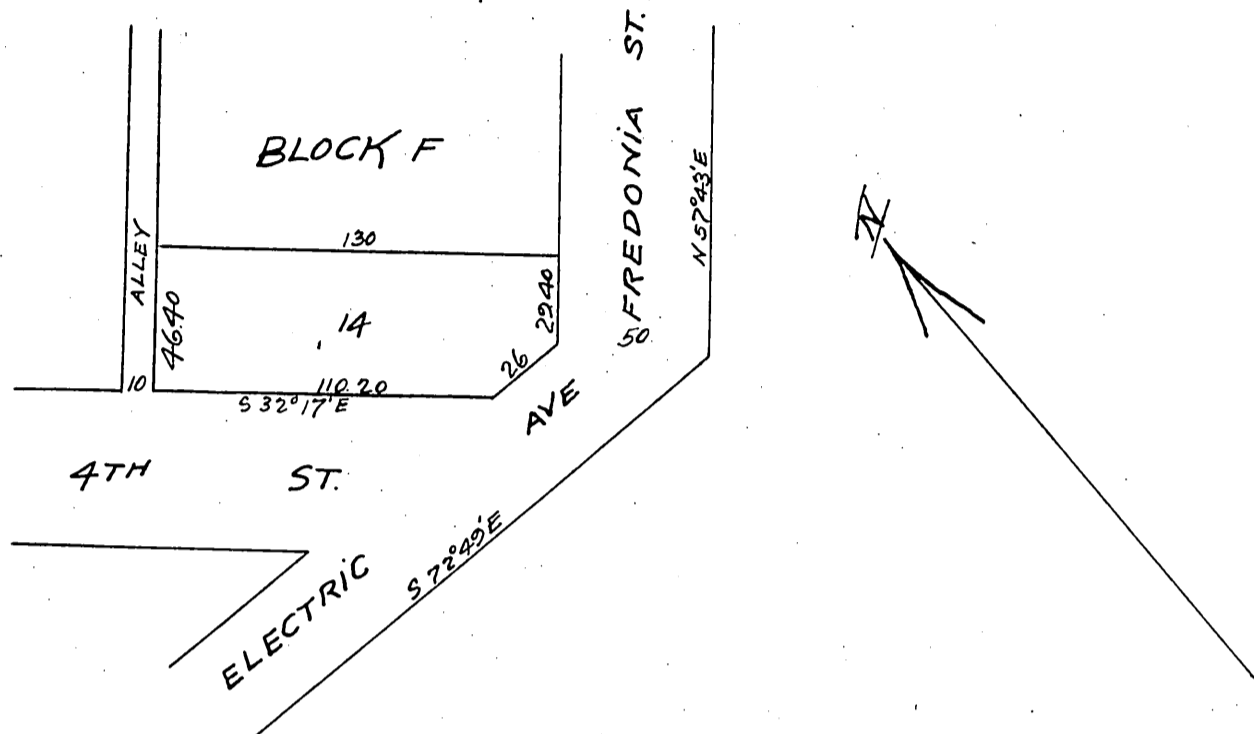 BLOCK F
FREDONIA ST.
N 57°43'E
N
ALLEY
130
46.40
14
29.40
50
26
10
110.20
S 32°17'E
AVE
4TH ST.
S 72°49'E
ELECTRIC